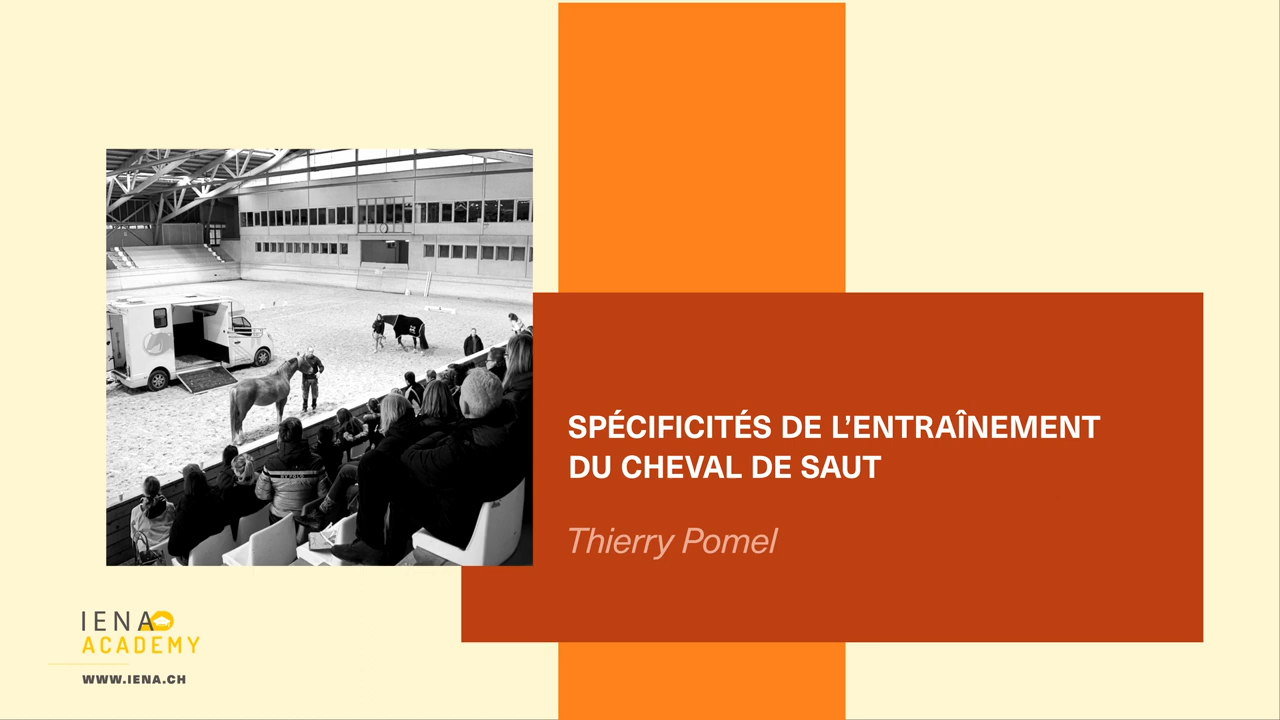 SPÉCIFICITÉS DE L’ENTRAÎNEMENT
DU CHEVAL DE SAUT
Thierry Pomel
IENA
ACADEMY
WWW.IENA.CH